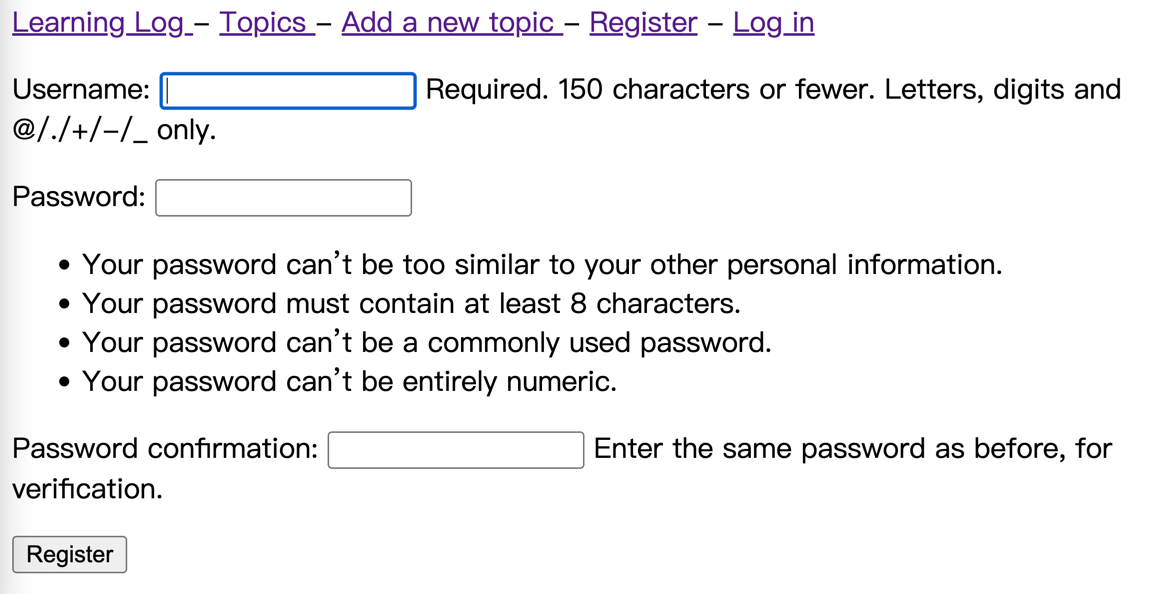 Learning Log – Topics – Add a new topic – Register – Log in
Username: Required. 150 characters or fewer. Letters, digits and
@/./+/-/_ only.
Password:
• Your password can’t be too similar to your other personal information.
• Your password must contain at least 8 characters.
• Your password can’t be a commonly used password.
• Your password can’t be entirely numeric.
Password confirmation: Enter the same password as before, for
verification.
Register